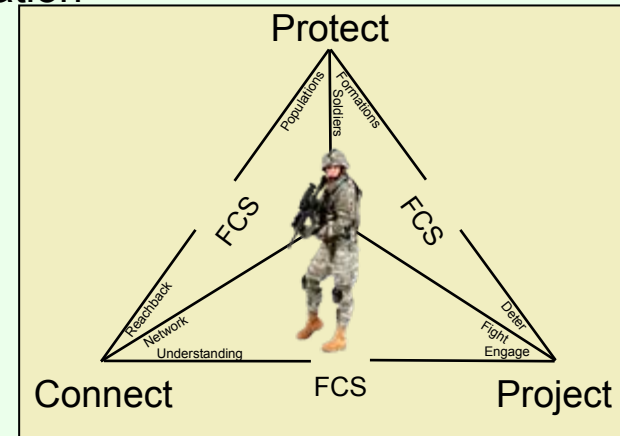 Protect
Populations
Soldiers
Formations
FCS
FCS
Reachback
Network
Understanding
Deter
Fight
Engage
Connect
FCS
Project